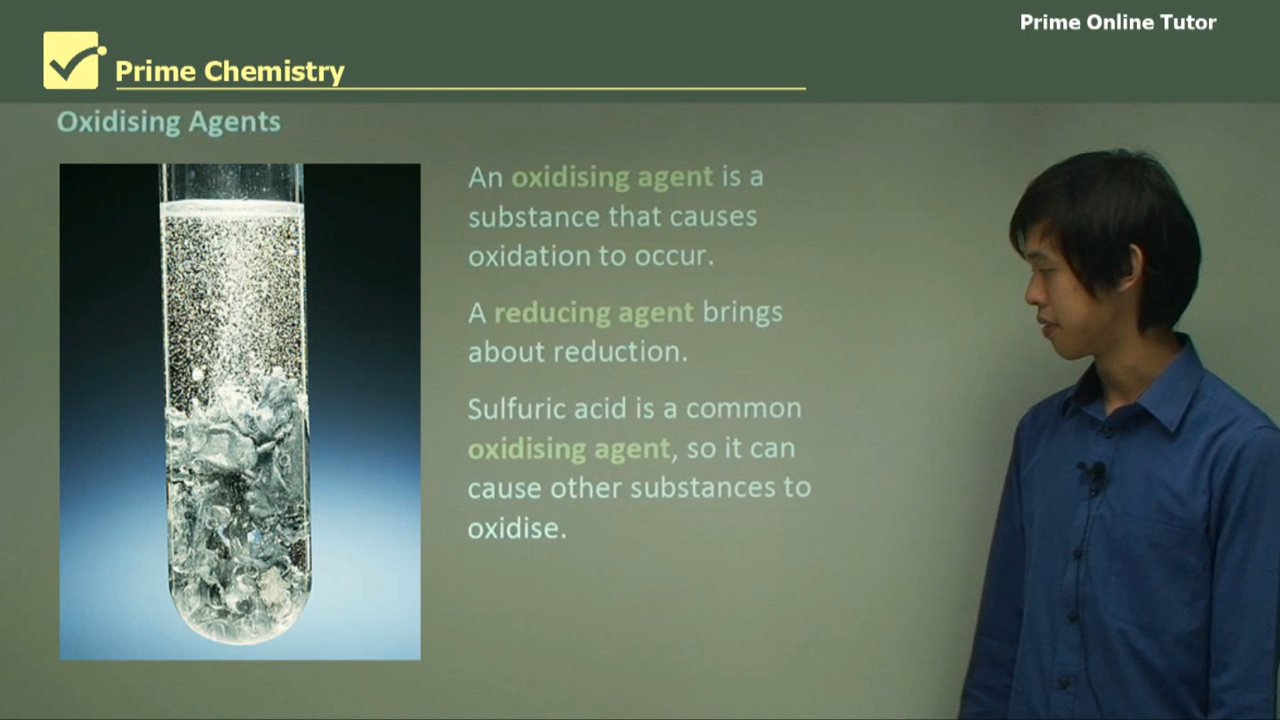 Prime Online Tutor
Prime Chemistry
Oxidising Agents
An oxidising agent is a
substance that causes
oxidation to occur.
A reducing agent brings
about reduction.
Sulfuric acid is a common
oxidising agent, so it can
cause other substances to
oxidise.